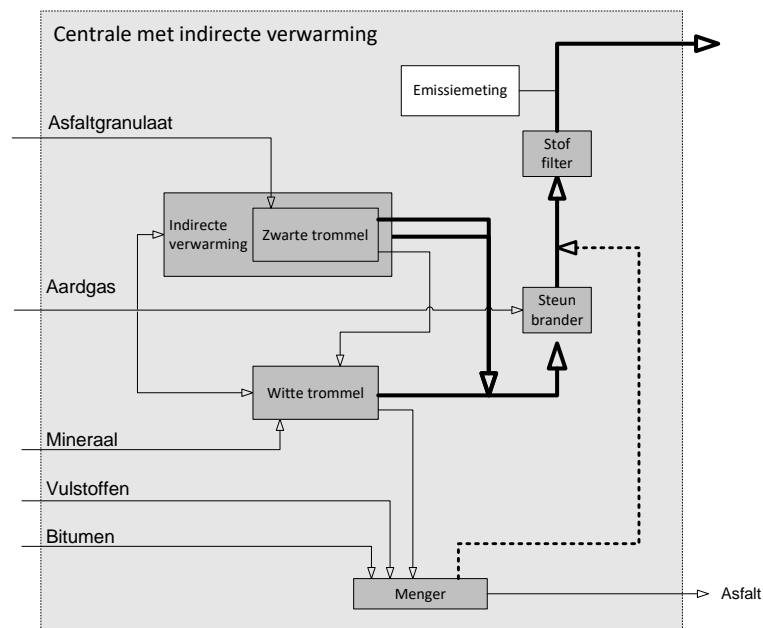 Centrale met indirecte verwarming
Emissiemeting
Asfaltgranulaat
Stof
filter
Indirecte
verwarming
Zwarte trommel
Aardgas
Steun
brander
Witte trommel
Mineraal
Vulstoffen
Bitumen
Menger
Asfalt